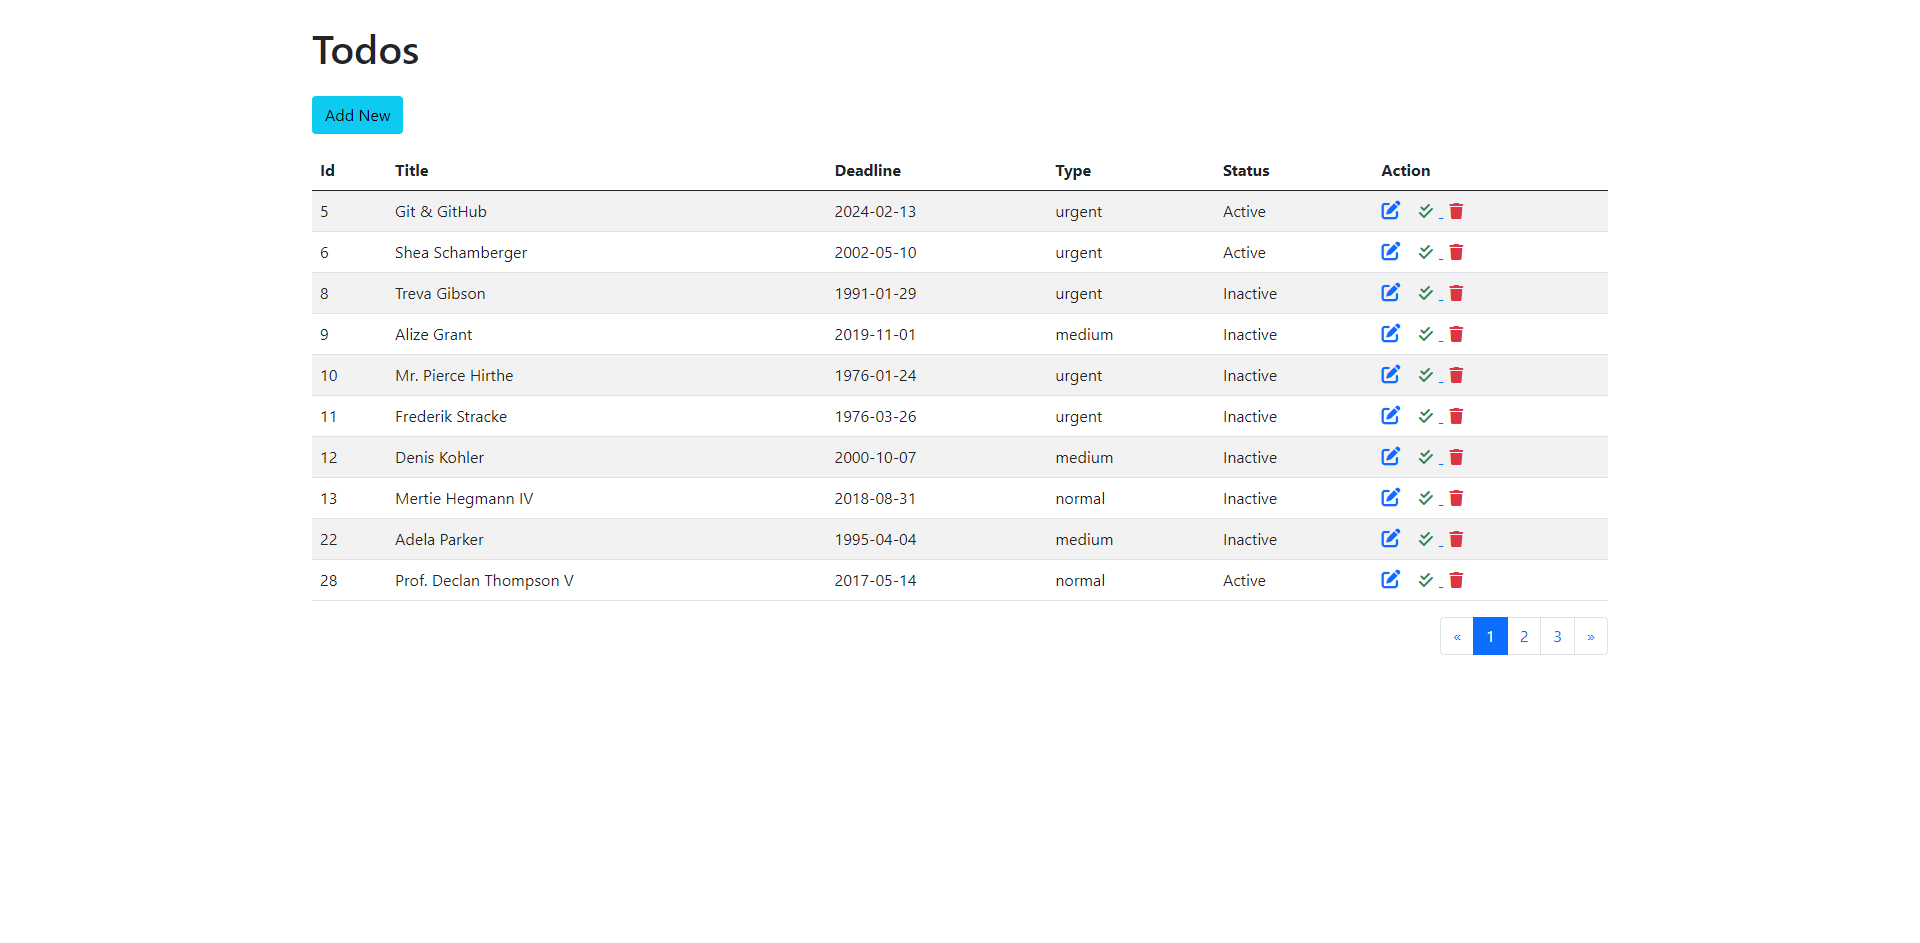 Todos
Add New
Id Title Deadline Type Status Action
5 Git & GitHub 2024-02-13 urgent Active
6 Shea Schamberger 2002-05-10 urgent Active
8 Treva Gibson 1991-01-29 urgent Inactive
9 Alize Grant 2019-11-01 medium Inactive
10 Mr. Pierce Hirthe 1976-01-24 urgent Inactive
11 Frederik Stracke 1976-03-26 urgent Inactive
12 Denis Kohler 2000-10-07 medium Inactive
13 Mertie Hegmann IV 2018-08-31 normal Inactive
22 Adela Parker 1995-04-04 medium Inactive
28 Prof. Declan Thompson V 2017-05-14 normal Active
« 1 2 3 »